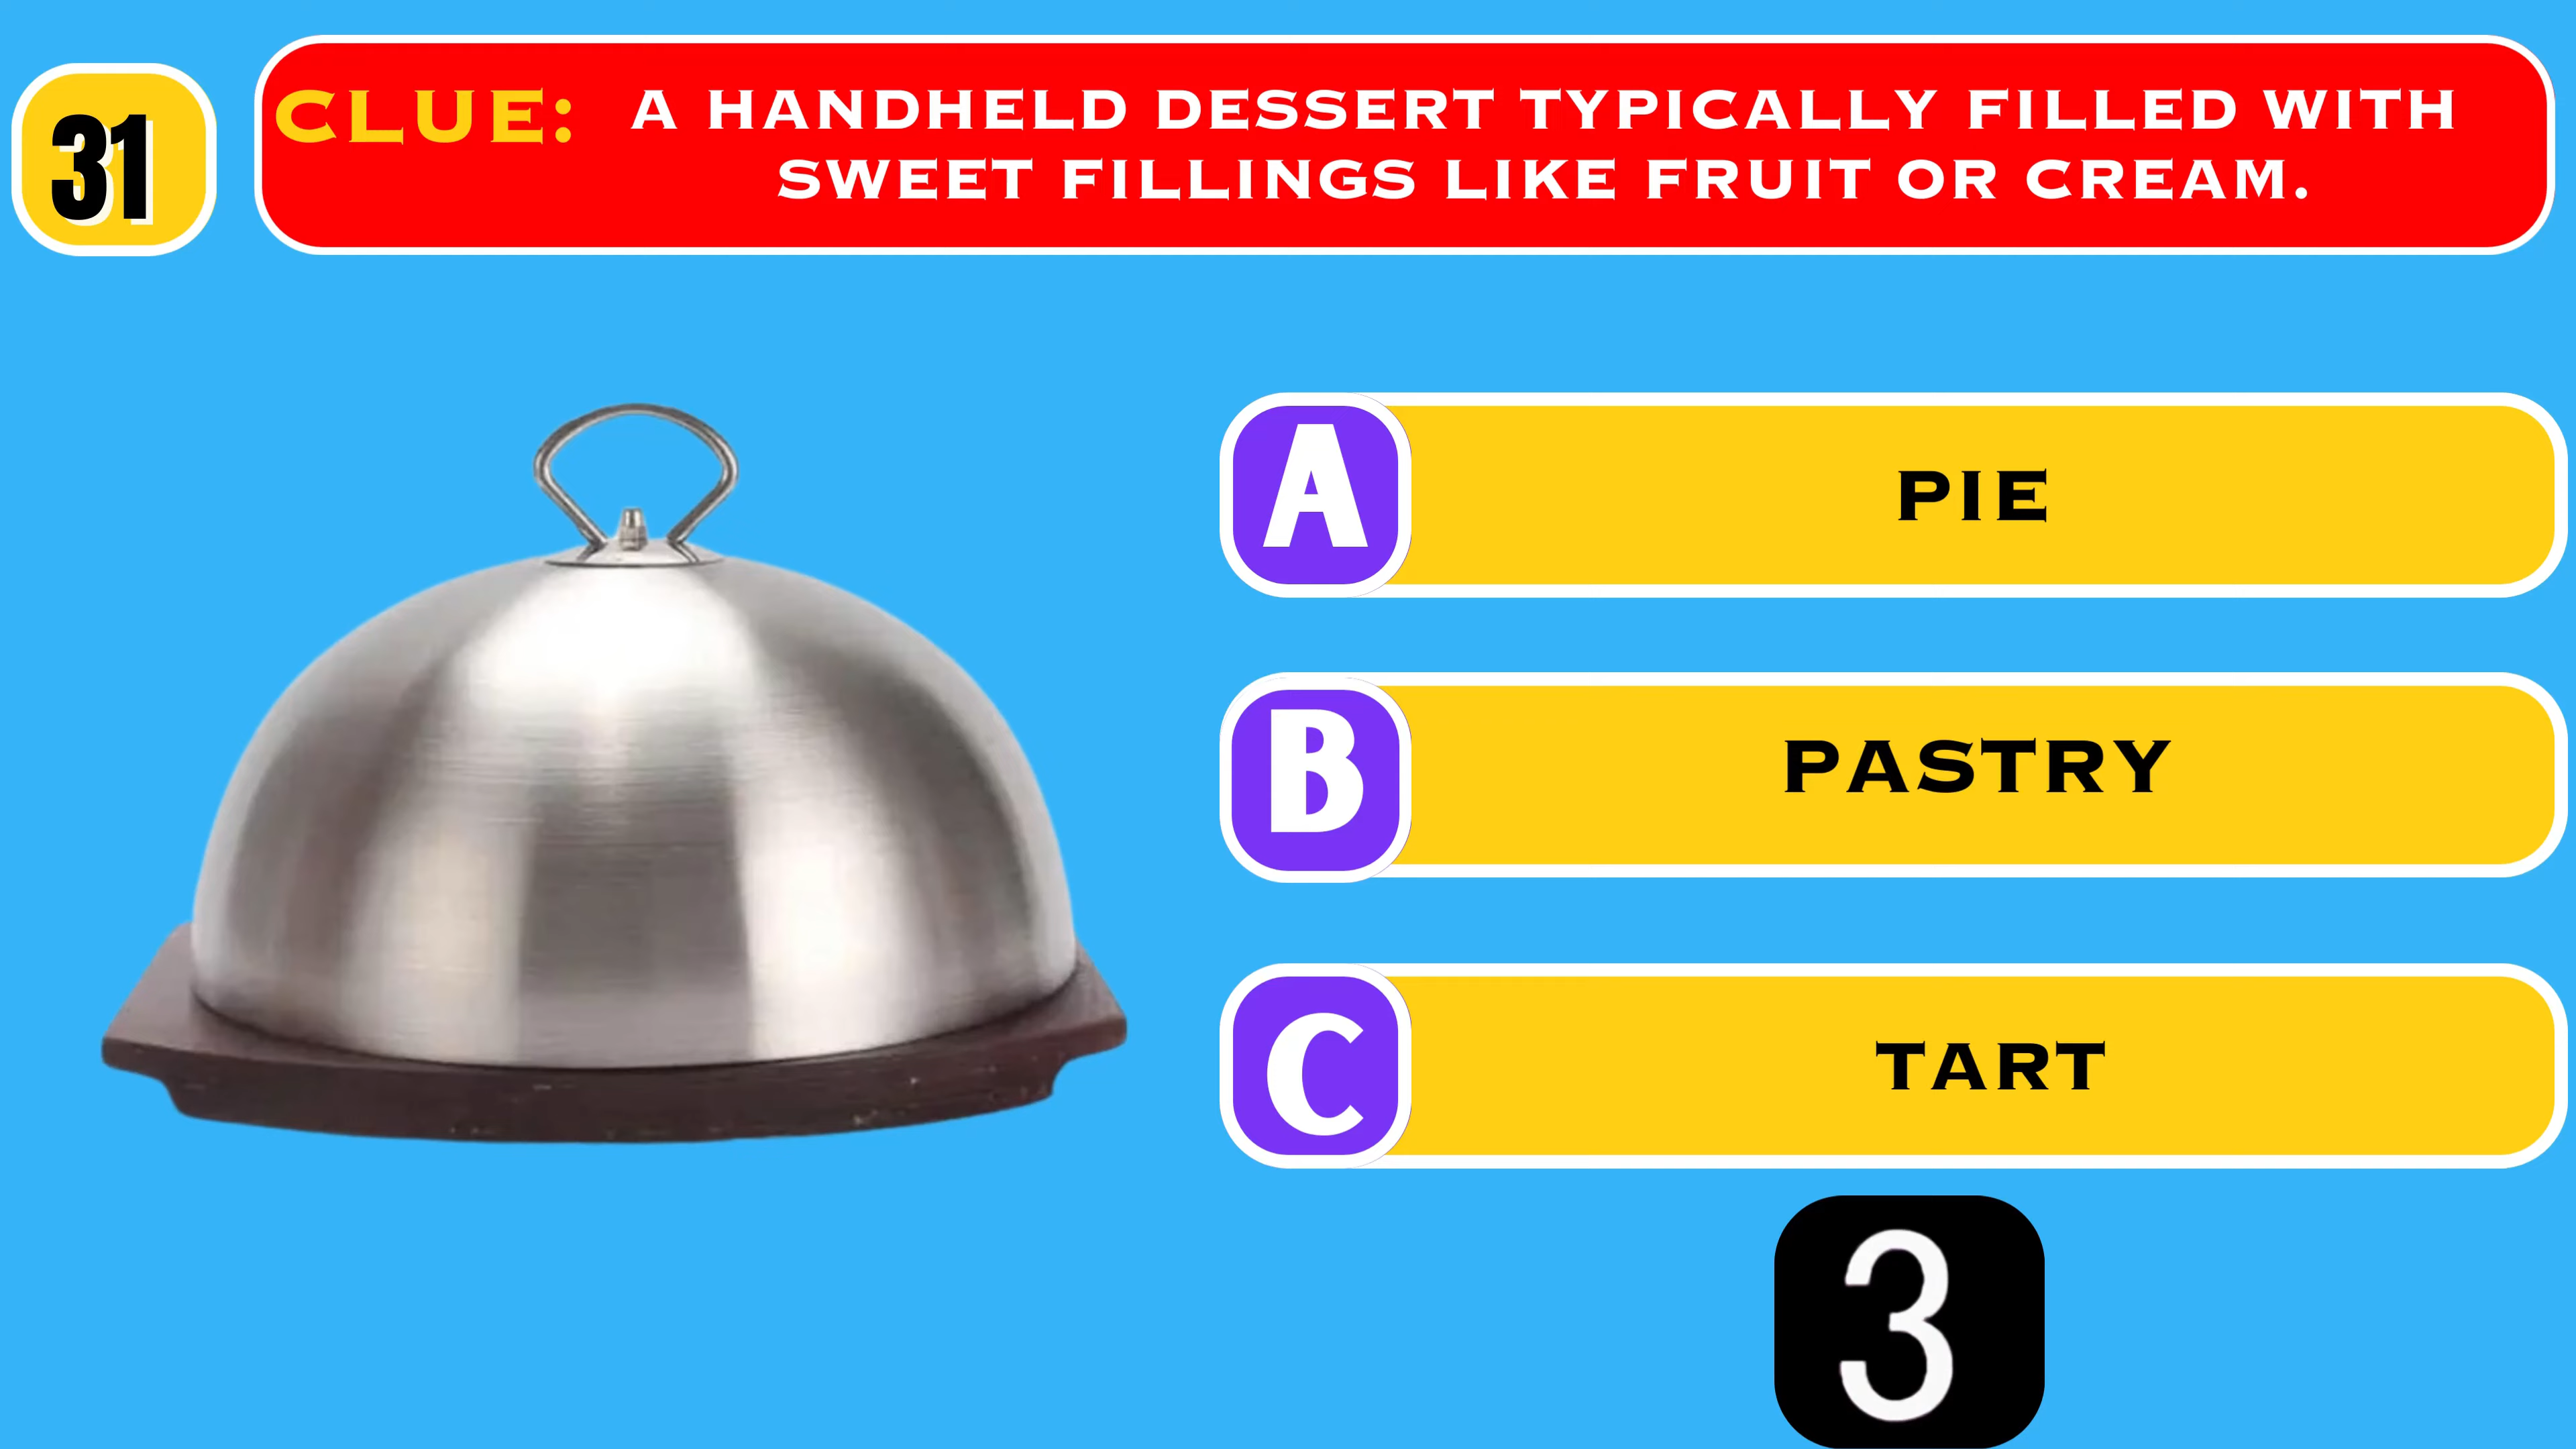 31
CLUE: A HANDHELD DESSERT TYPICALLY FILLED WITH
SWEET FILLINGS LIKE FRUIT OR CREAM.
A PIE
B PASTRY
C TART
3